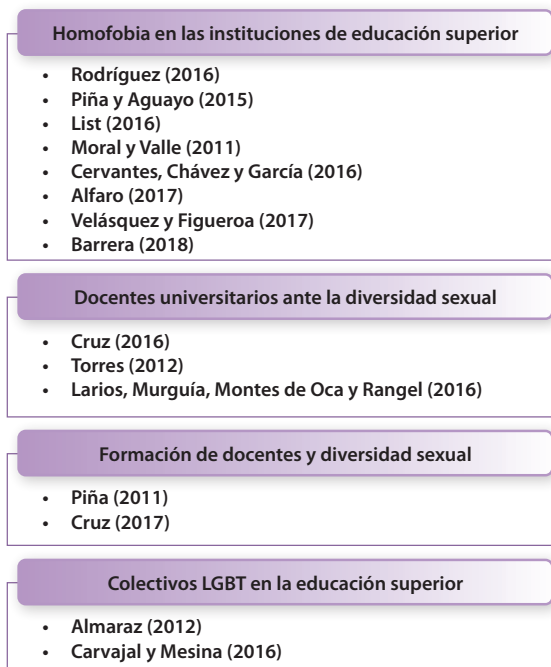 Homofobia en las instituciones de educación superior
• Rodríguez (2016)
• Piña y Aguayo (2015)
• List (2016)
• Moral y Valle (2011)
• Cervantes, Chávez y García (2016)
• Alfaro (2017)
• Velásquez y Figueroa (2017)
• Barrera (2018)
Docentes universitarios ante la diversidad sexual
• Cruz (2016)
• Torres (2012)
• Larios, Murguía, Montes de Oca y Rangel (2016)
Formación de docentes y diversidad sexual
• Piña (2011)
• Cruz (2017)
Colectivos LGBT en la educación superior
• Almaraz (2012)
• Carvajal y Mesina (2016)